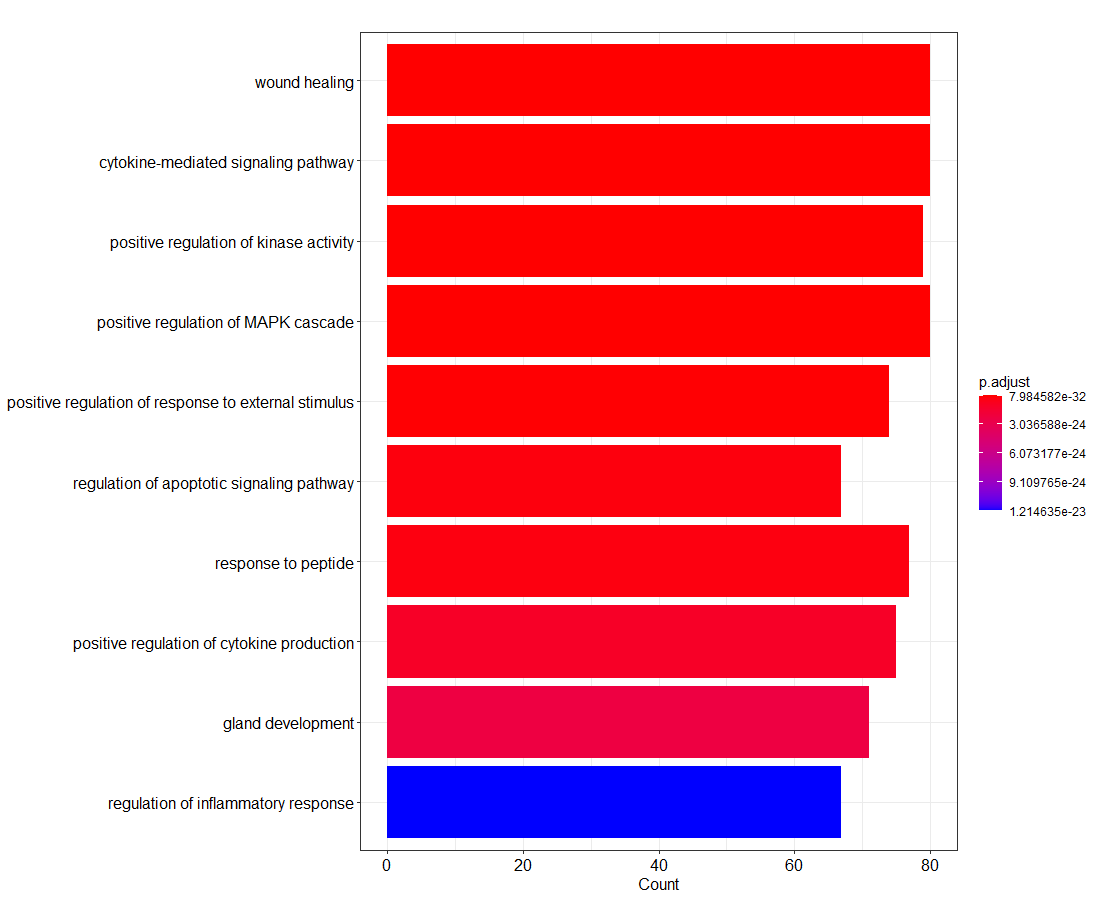 wound healing
cytokine-mediated signaling pathway
positive regulation of kinase activity
positive regulation of MAPK cascade
positive regulation of response to external stimulus
regulation of apoptotic signaling pathway
response to peptide
positive regulation of cytokine production
gland development
regulation of inflammatory response
0 20 40 60 80
Count
p.adjust
7.984582e-32
3.036588e-24
6.073177e-24
9.109765e-24
1.214635e-23